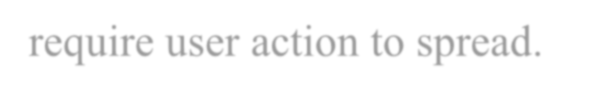 require user action to spread.